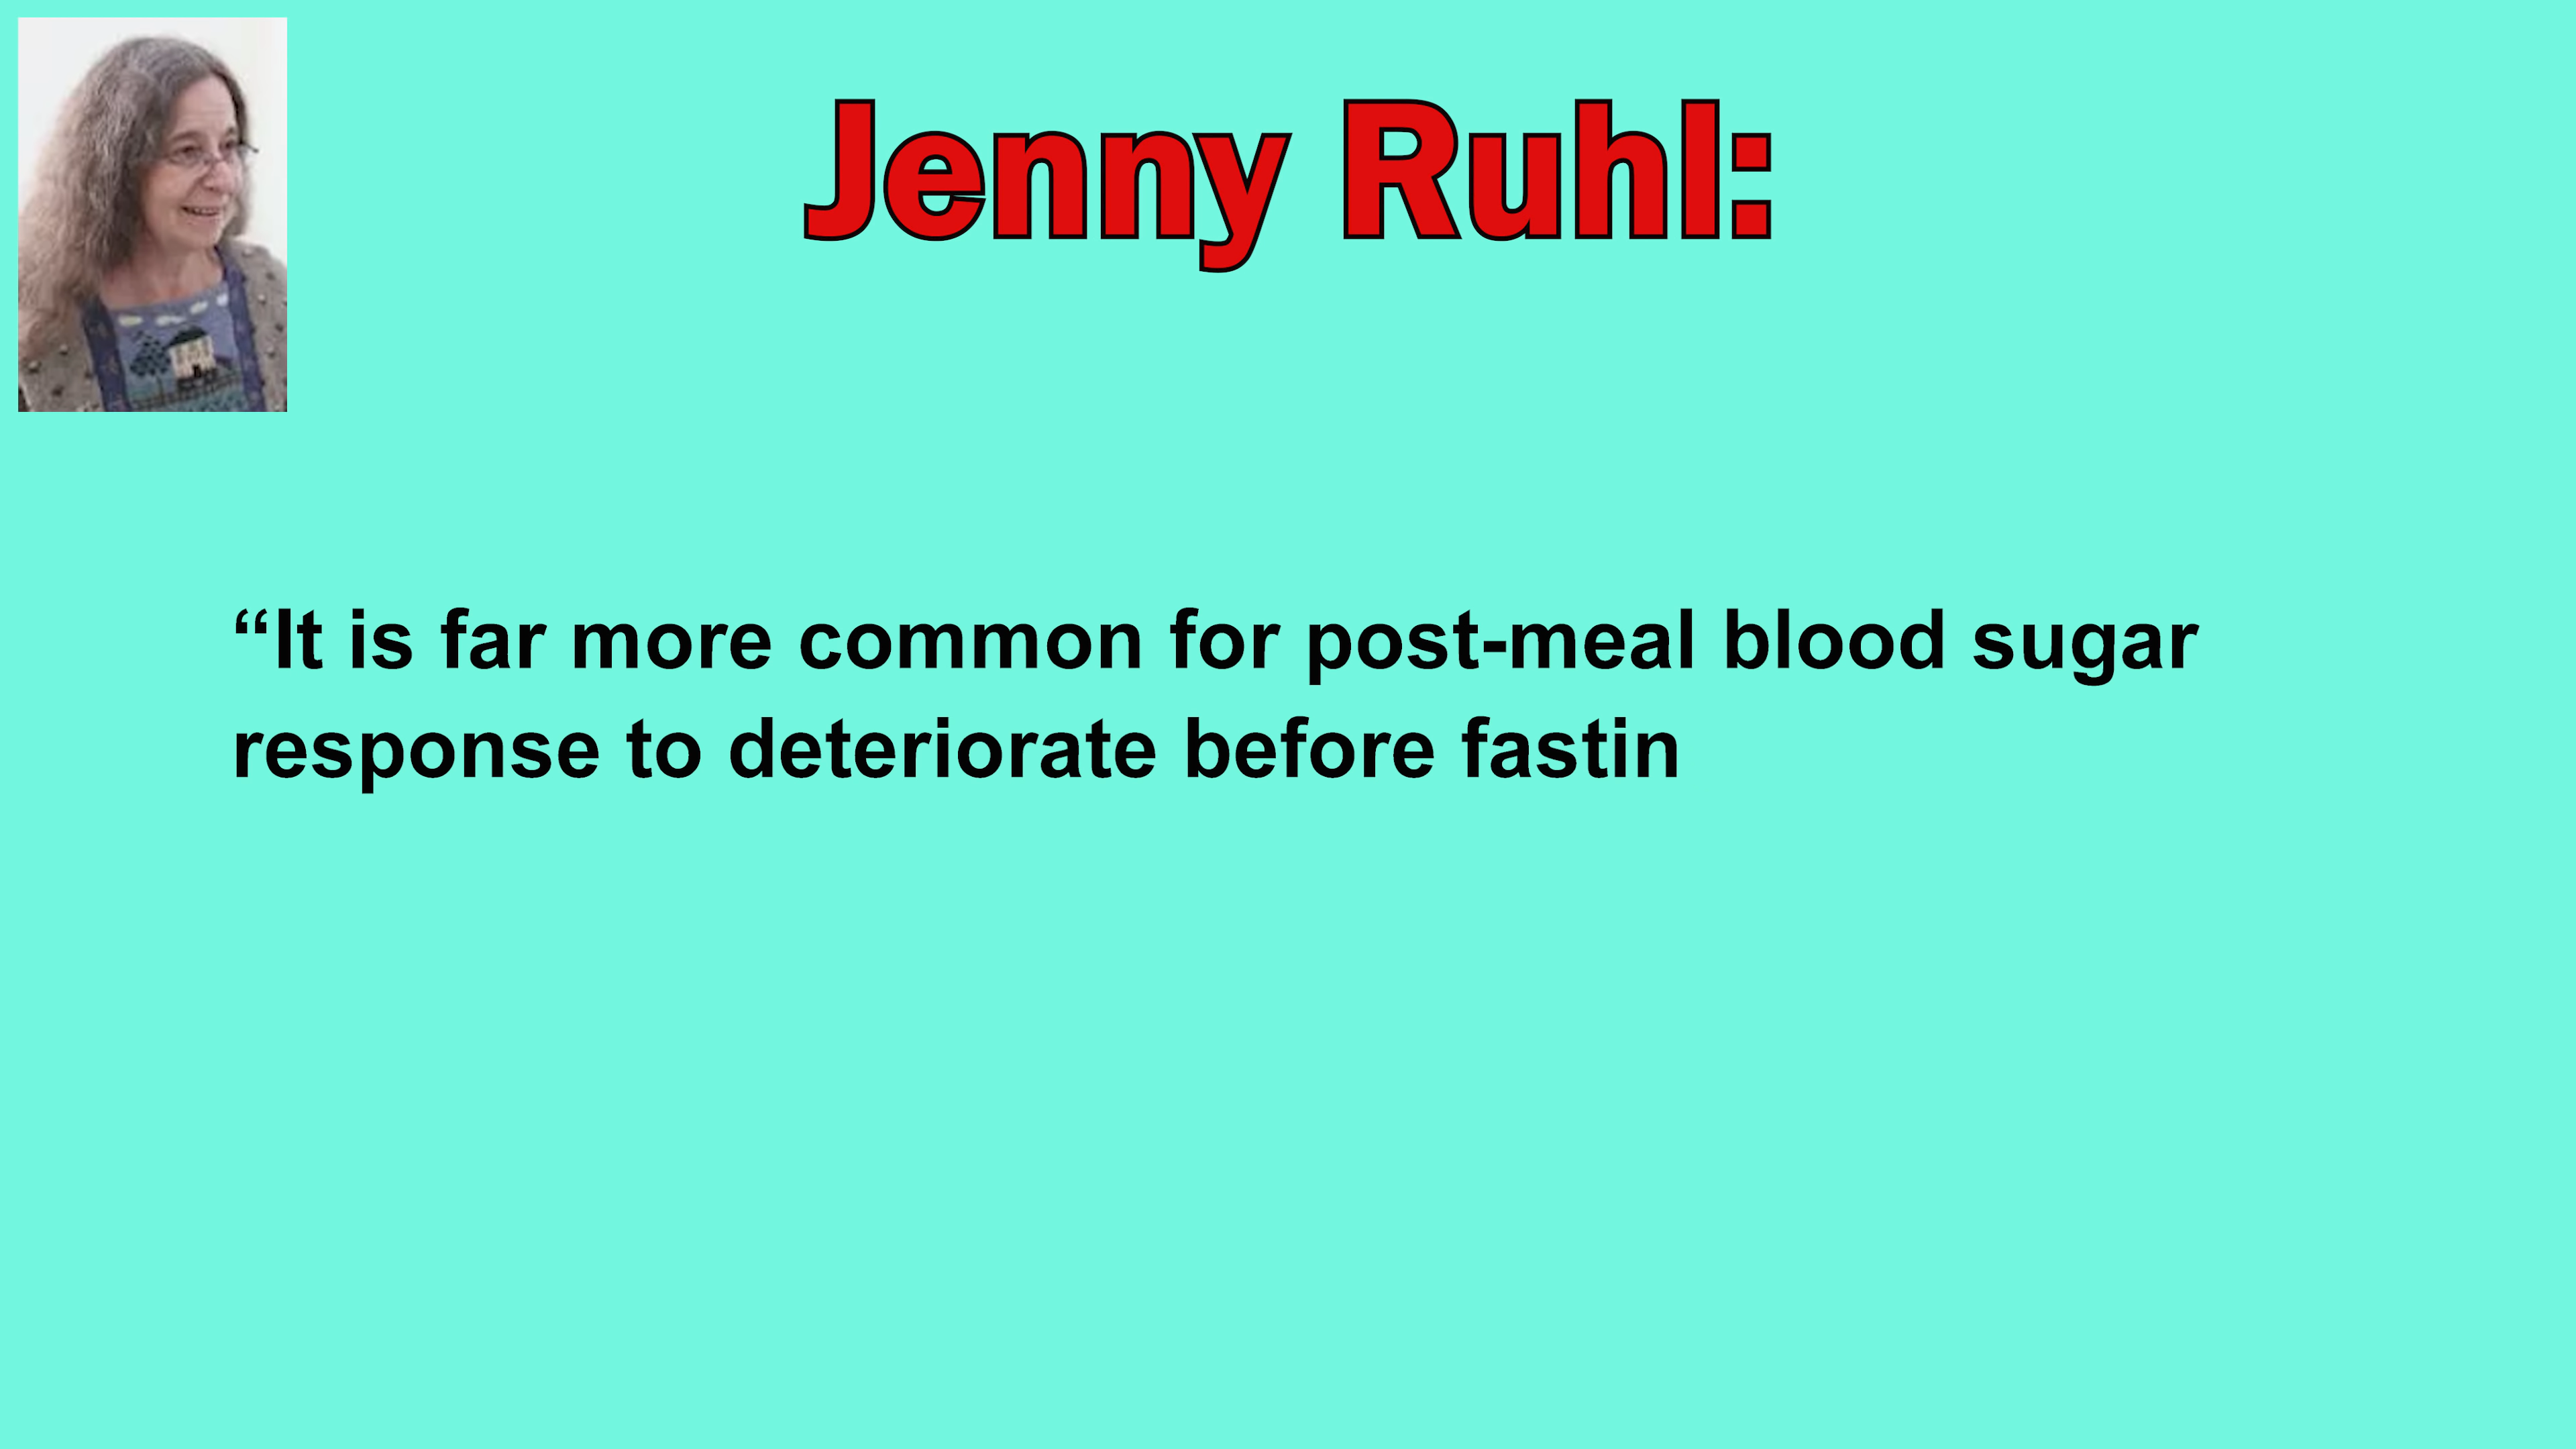 Jenny Ruhl:
“It is far more common for post-meal blood sugar
response to deteriorate before fastin